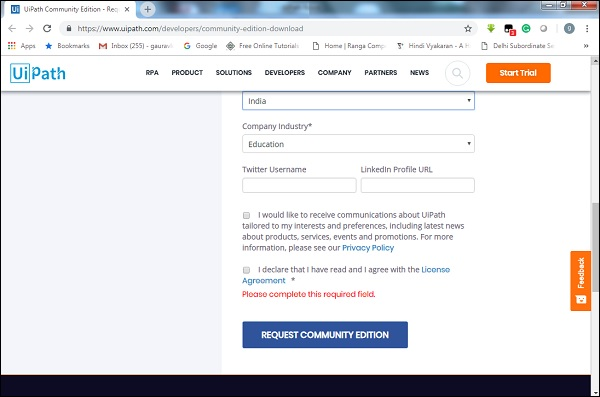 UiPath Community Edition - Req
https://www.uipath.com/developers/community-edition-download
Apps Bookmarks Inbox (255) - gaurav Google Free Online Tutorials Home | Ranga Comp Hindi Vyakaran - A H Delhi Subordinate Se
UiPath RPA PRODUCT SOLUTIONS DEVELOPERS COMPANY PARTNERS NEWS Start Trial
India
Company Industry*
Education
Twitter Username LinkedIn Profile URL
I would like to receive communications about UiPath
tailored to my interests and preferences, including latest news
about products, services, events and promotions. For more
information, please see our Privacy Policy
I declare that I have read and I agree with the License
Agreement *
Please complete this required field.
Feedback
REQUEST COMMUNITY EDITION